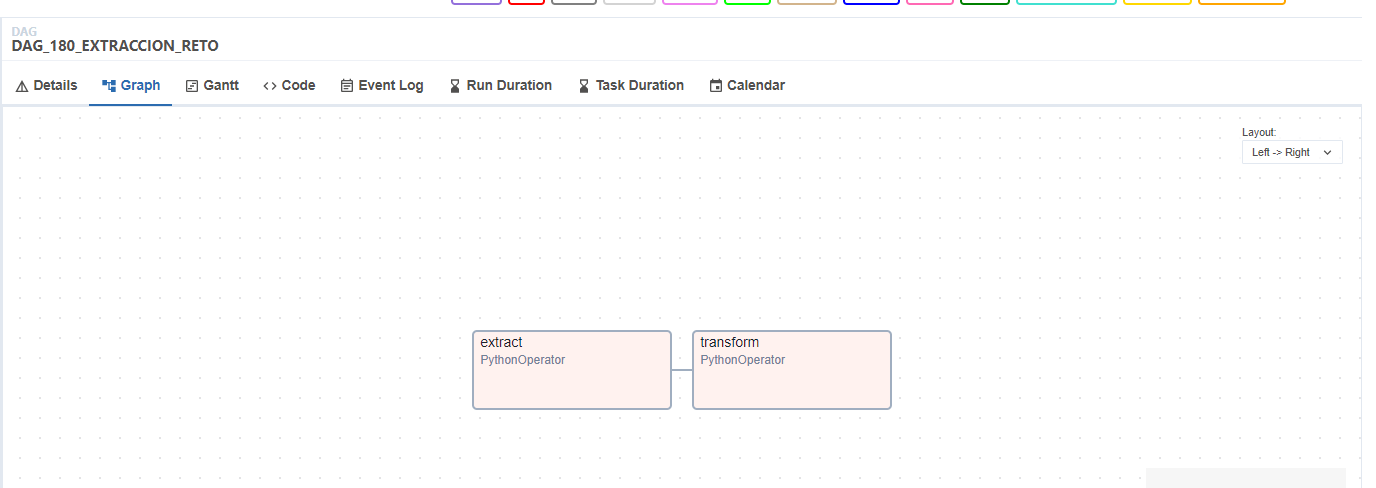 DAG
DAG_180_EXTRACCION_RETO
Details Graph Gantt Code Event Log Run Duration Task Duration Calendar
Layout:
Left -> Right
extract
PythonOperator
transform
PythonOperator